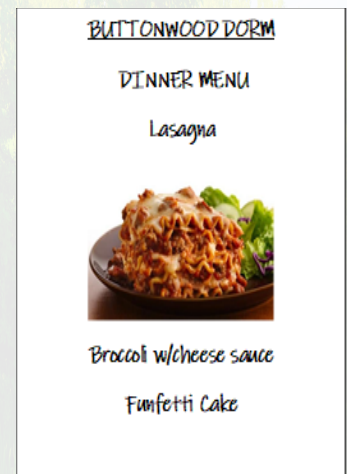 BUTTONWOOD DORM
DINNER MENU
Lasagna
Broccoli w/cheese sauce
Funfetti Cake